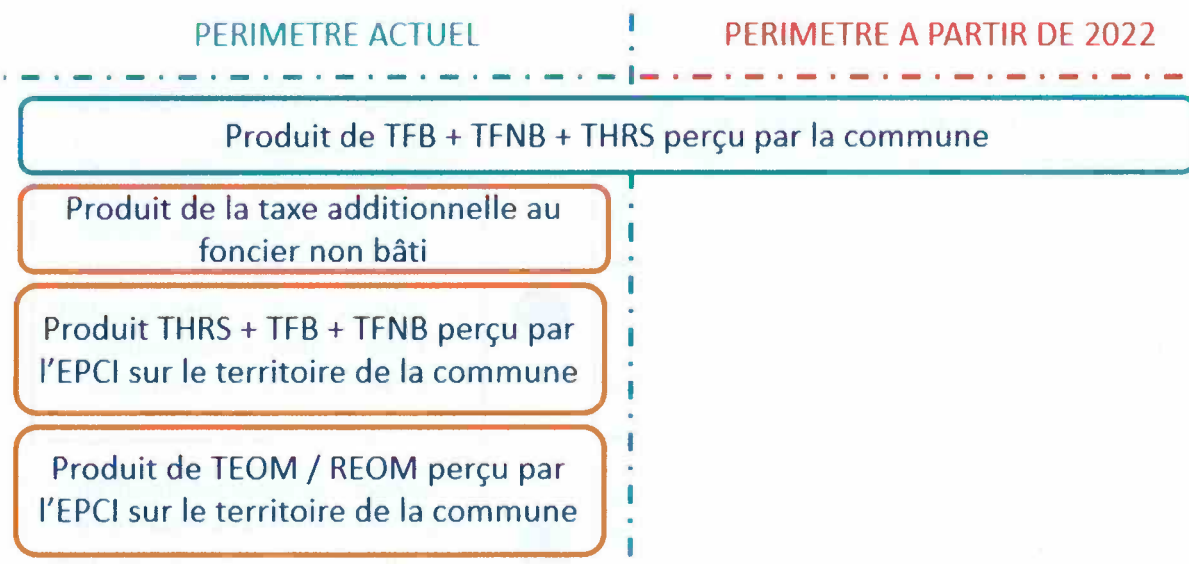 PERIMETRE ACTUEL
PERIMETRE A PARTIR DE 2022
Produit de TFB + TFNB + THRS perçu par la commune
Produit de la taxe additionnelle au
foncier non bâti
Produit THRS + TFB + TFNB perçu par
l'EPCI sur le territoire de la commune
Produit de TEOM / REOM perçu par
l'EPCI sur le territoire de la commune